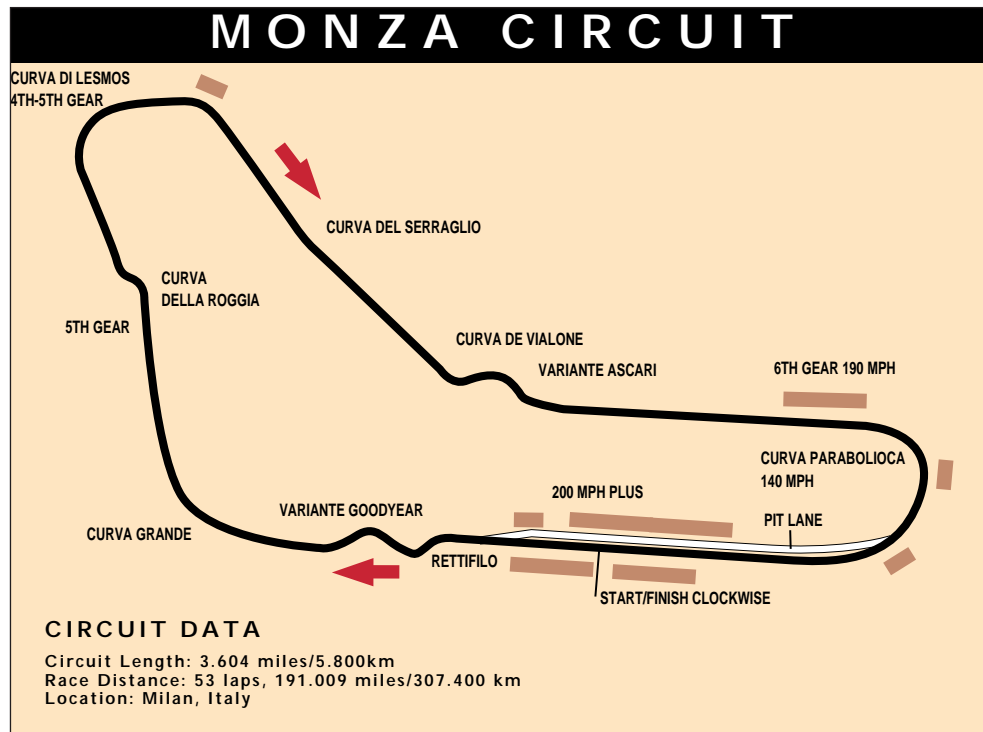 MONZA CIRCUIT
CURVA DI LESMOS
4TH-5TH GEAR
CURVA DEL SERRAGLIO
CURVA
DELLA ROGGIA
5TH GEAR
CURVA DE VIALONE
VARIANTE ASCARI
6TH GEAR 190 MPH
CURVA PARABOLIOCA
140 MPH
200 MPH PLUS
PIT LANE
VARIANTE GOODYEAR
CURVA GRANDE
RETTIFILO
START/FINISH CLOCKWISE
CIRCUIT DATA
Circuit Length: 3.604 miles/5.800km
Race Distance: 53 laps, 191.009 miles/307.400 km
Location: Milan, Italy